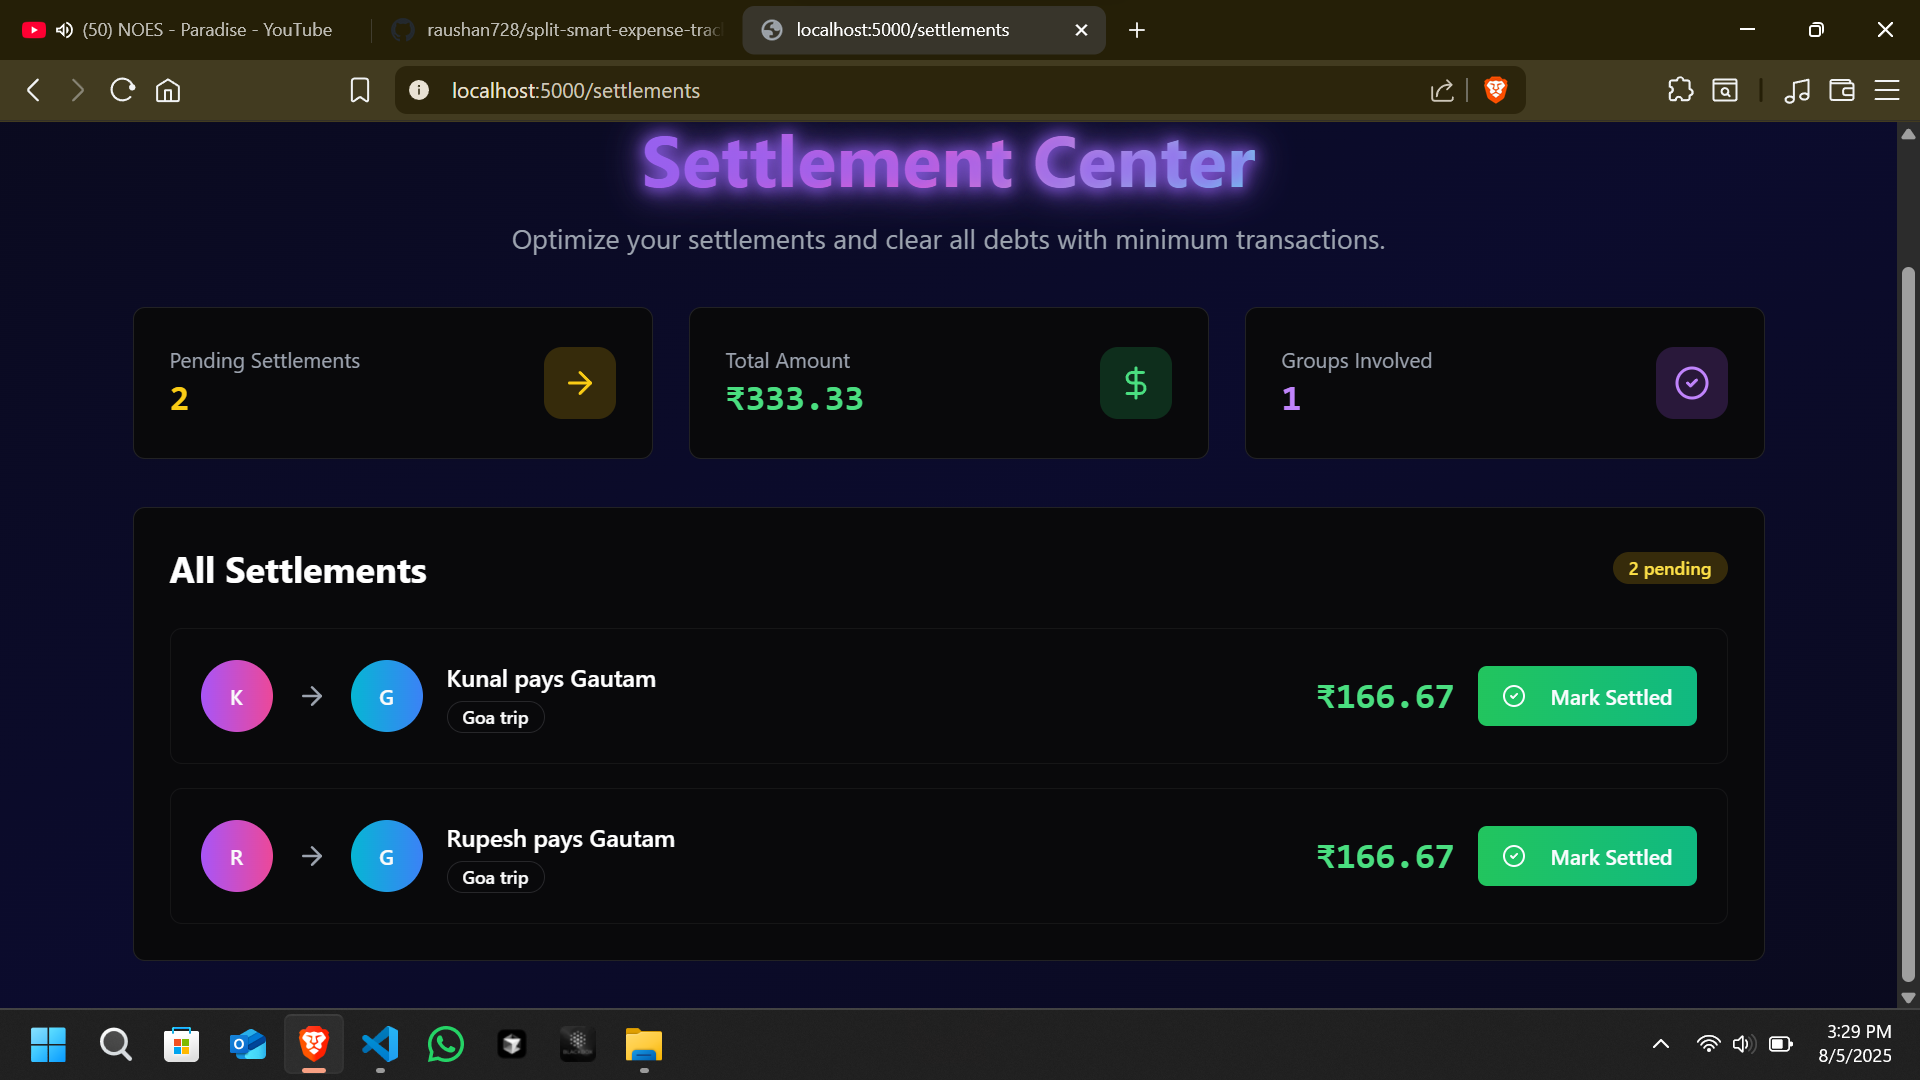 (50) NOES - Paradise - YouTube
raushan728/split-smart-expense-trac
localhost:5000/settlements
localhost:5000/settlements
Settlement Center
Optimize your settlements and clear all debts with minimum transactions.
Pending Settlements
2
Total Amount
₹333.33
Groups Involved
1
All Settlements
2 pending
K
G
Kunal pays Gautam
Goa trip
₹166.67
Mark Settled
R
G
Rupesh pays Gautam
Goa trip
₹166.67
Mark Settled
3:29 PM
8/5/2025